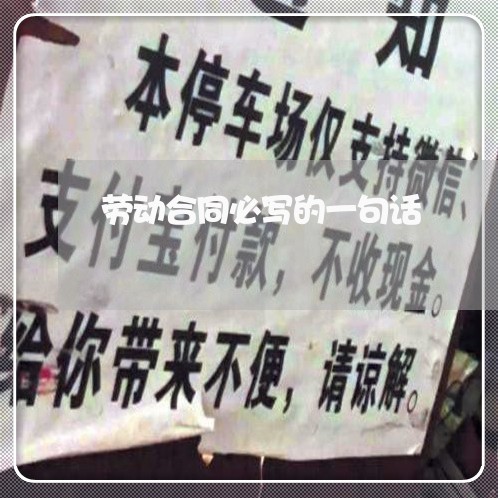 通知
本停车场仅支持微信、
劳动合同必写的一句话
支付宝付款，不收现金。
给你带来不便，请谅解。